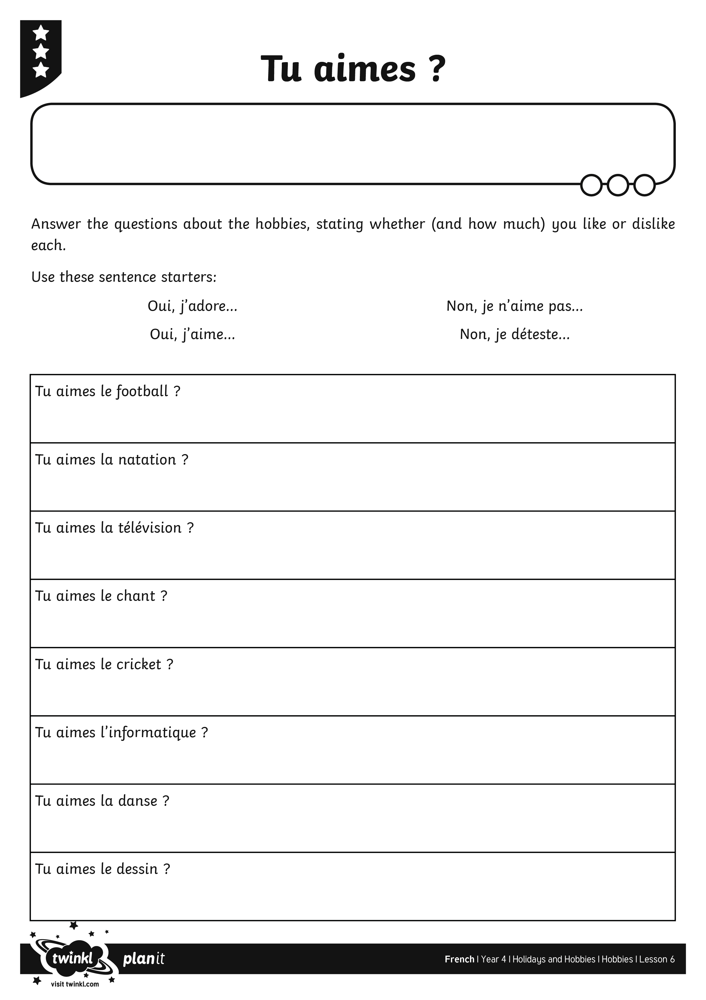 Tu aimes ?
Answer the questions about the hobbies, stating whether (and how much) you like or dislike
each.
Use these sentence starters:
Oui, j’adore...
Non, je n’aime pas...
Oui, j’aime...
Non, je déteste...
Tu aimes le football ?
Tu aimes la natation ?
Tu aimes la télévision ?
Tu aimes le chant ?
Tu aimes le cricket ?
Tu aimes l’informatique ?
Tu aimes la danse ?
Tu aimes le dessin ?
twinkl
planit
French | Year 4 | Holidays and Hobbies | Hobbies | Lesson 6
visit twinkl.com